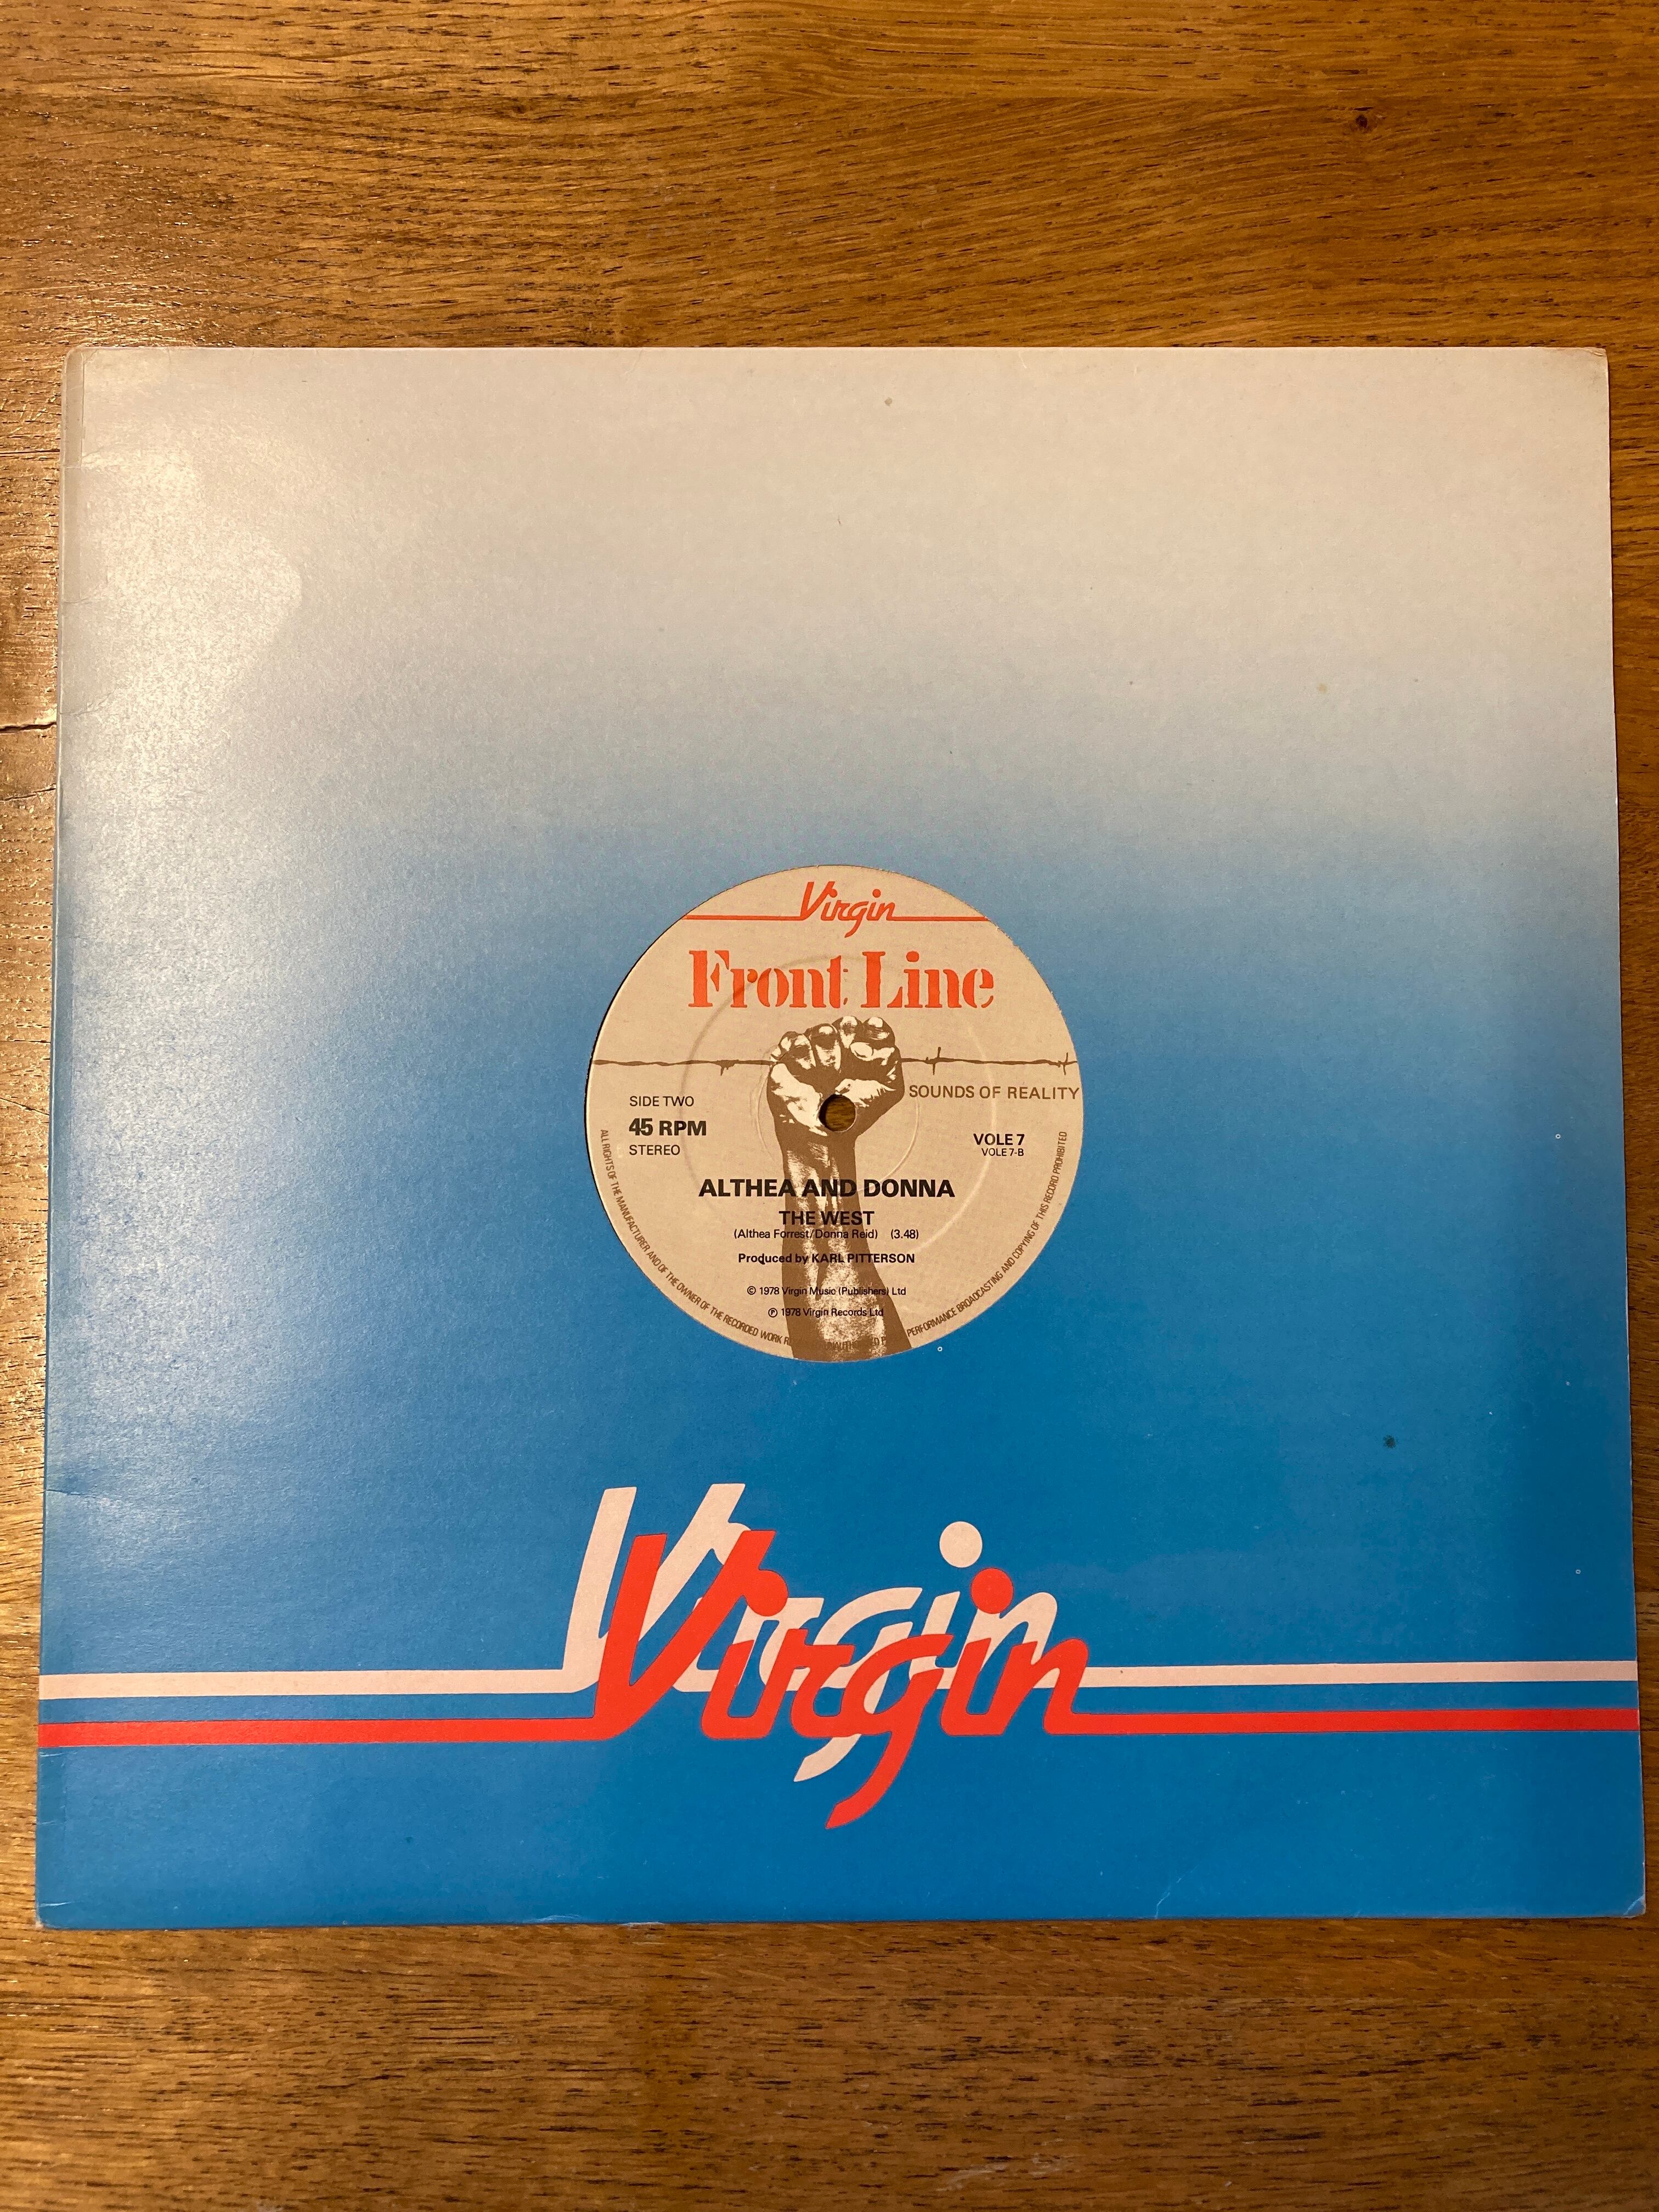 Virgin
Front Line
SOUNDS OF REALITY
SIDE TWO
45 RPM
STEREO
VOLE 7
VOLE 7-B
ALTHEA AND DONNA
THE WEST
(Althea Forrest/Donna Reid) (3.48)
Produced by KARL PITTERSON
© 1978 Virgin Music (Publishers) Ltd
℗ 1978 Virgin Records Ltd
ALL RIGHTS OF THE MANUFACTURER AND OF THE OWNER OF THE RECORDED WORK PERFORMANCE BROADCASTING AND COPYING OF THIS RECORD PROHIBITED
Virgin
Virgin